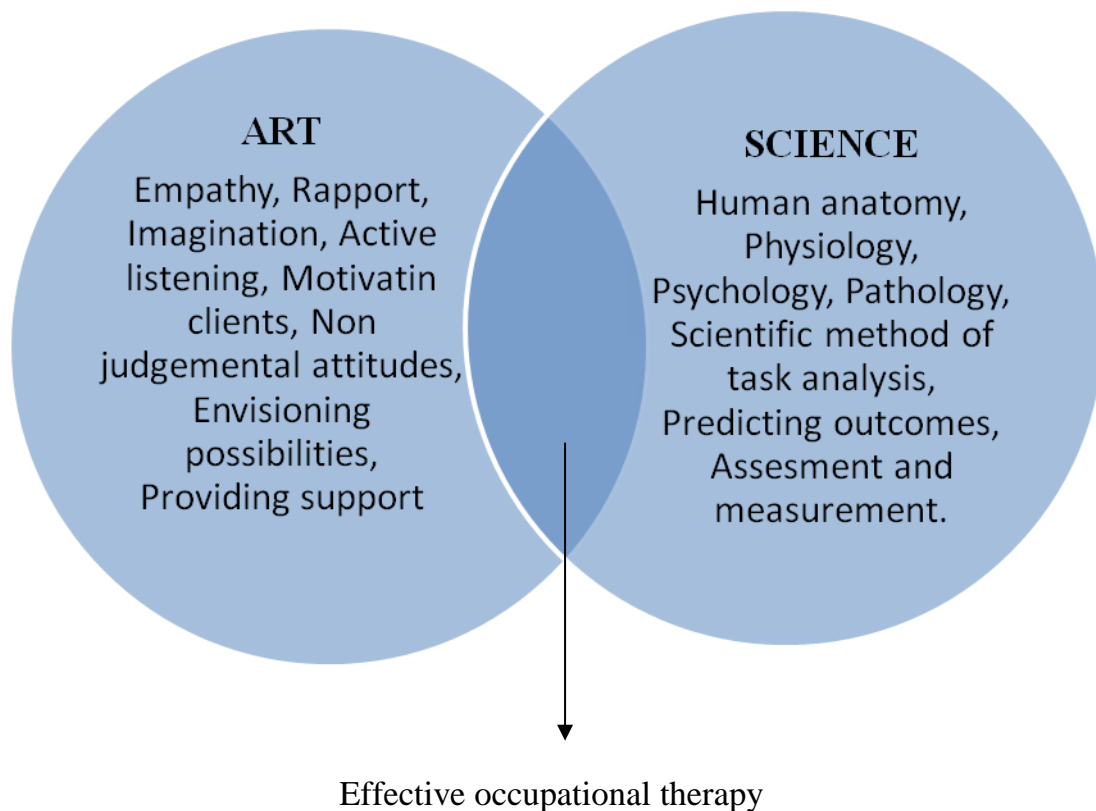 ART
Empathy, Rapport,
Imagination, Active
listening, Motivatin
clients, Non
judgemental attitudes,
Envisioning
possibilities,
Providing support
SCIENCE
Human anatomy,
Physiology,
Psychology, Pathology,
Scientific method of
task analysis,
Predicting outcomes,
Assesment and
measurement.
Effective occupational therapy